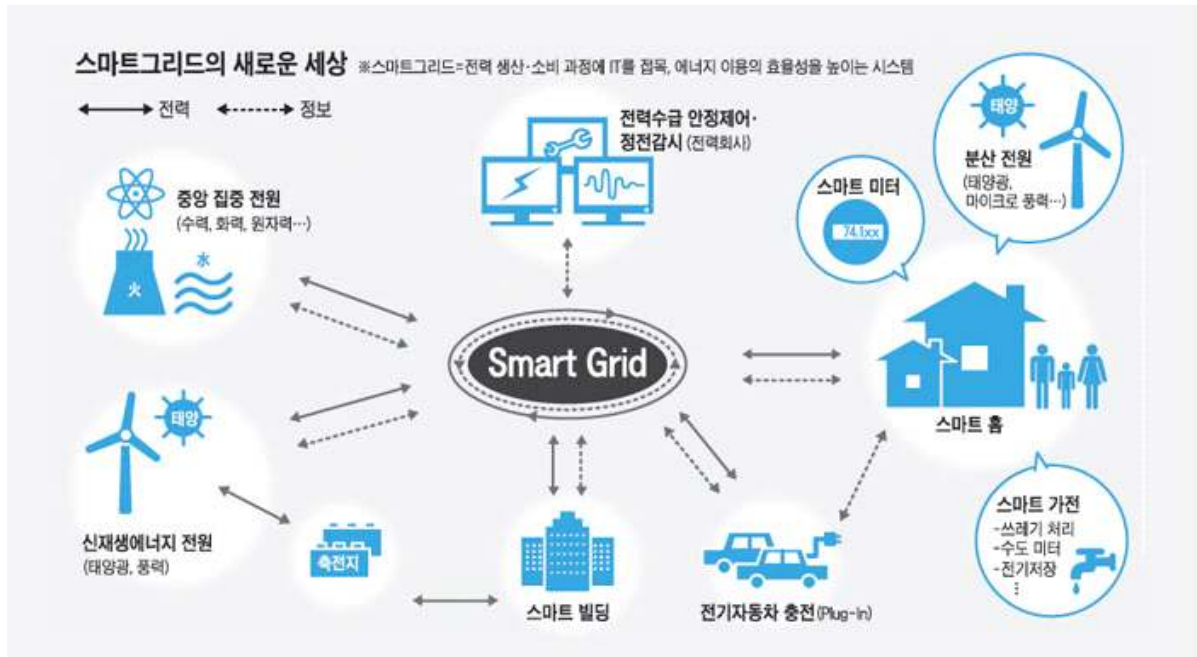 스마트그리드의 새로운 세상 ※스마트그리드=전력 생산·소비 과정에 IT를 접목, 에너지 이용의 효율성을 높이는 시스템
전력 정보
전력수급 안정제어·
정전감시 (전력회사)
태양
분산 전원
(태양광,
마이크로 풍력…)
스마트 미터
74.1xx
중앙 집중 전원
(수력, 화력, 원자력…)
水
火
Smart Grid
스마트 홈
태양
신재생에너지 전원
(태양광, 풍력)
축전지
스마트 빌딩
전기자동차 충전(Plug-in)
스마트 가전
-쓰레기 처리
-수도 미터
-전기저장
⋮